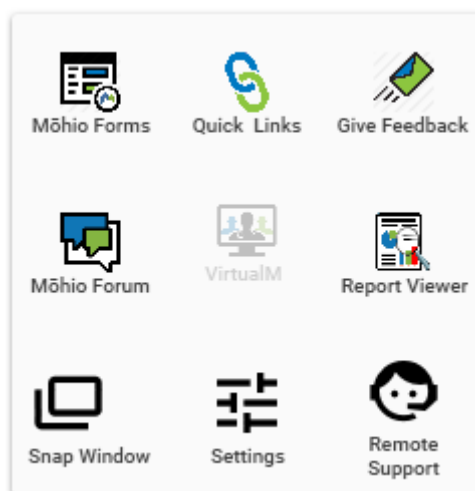 Mōhio Forms Quick Links Give Feedback
Mōhio Forum VirtualM Report Viewer
Snap Window Settings Remote
Support